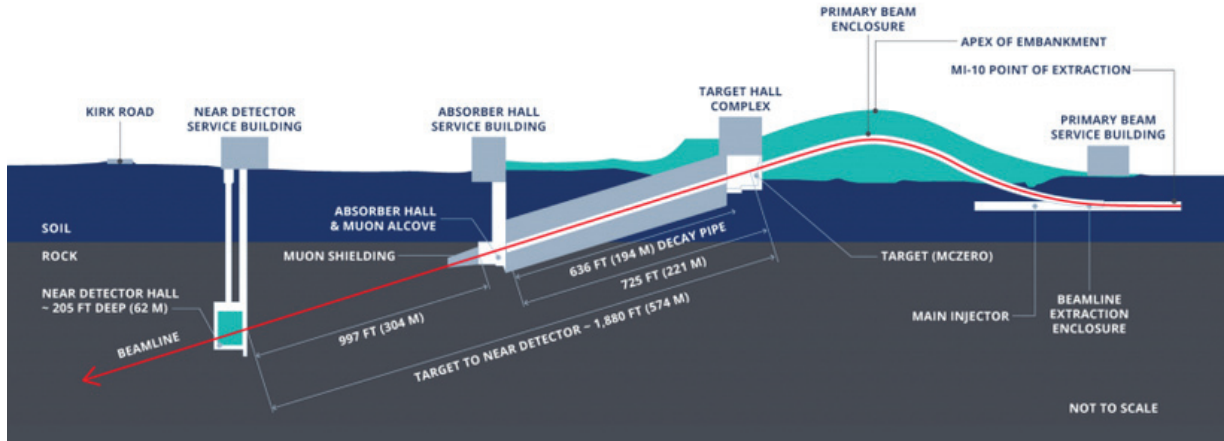 PRIMARY BEAM
ENCLOSURE
APEX OF EMBANKMENT
MI-10 POINT OF EXTRACTION
KIRK ROAD
NEAR DETECTOR
SERVICE BUILDING
ABSORBER HALL
SERVICE BUILDING
TARGET HALL
COMPLEX
PRIMARY BEAM
SERVICE BUILDING
ABSORBER HALL
& MUON ALCOVE
SOIL
ROCK
MUON SHIELDING
636 FT (194 M) DECAY PIPE
725 FT (221 M)
TARGET (MCZERO)
NEAR DETECTOR HALL
~ 205 FT DEEP (62 M)
997 FT (304 M)
TARGET TO NEAR DETECTOR ~ 1,880 FT (574 M)
MAIN INJECTOR
BEAMLINE
EXTRACTION
ENCLOSURE
BEAMLINE
NOT TO SCALE